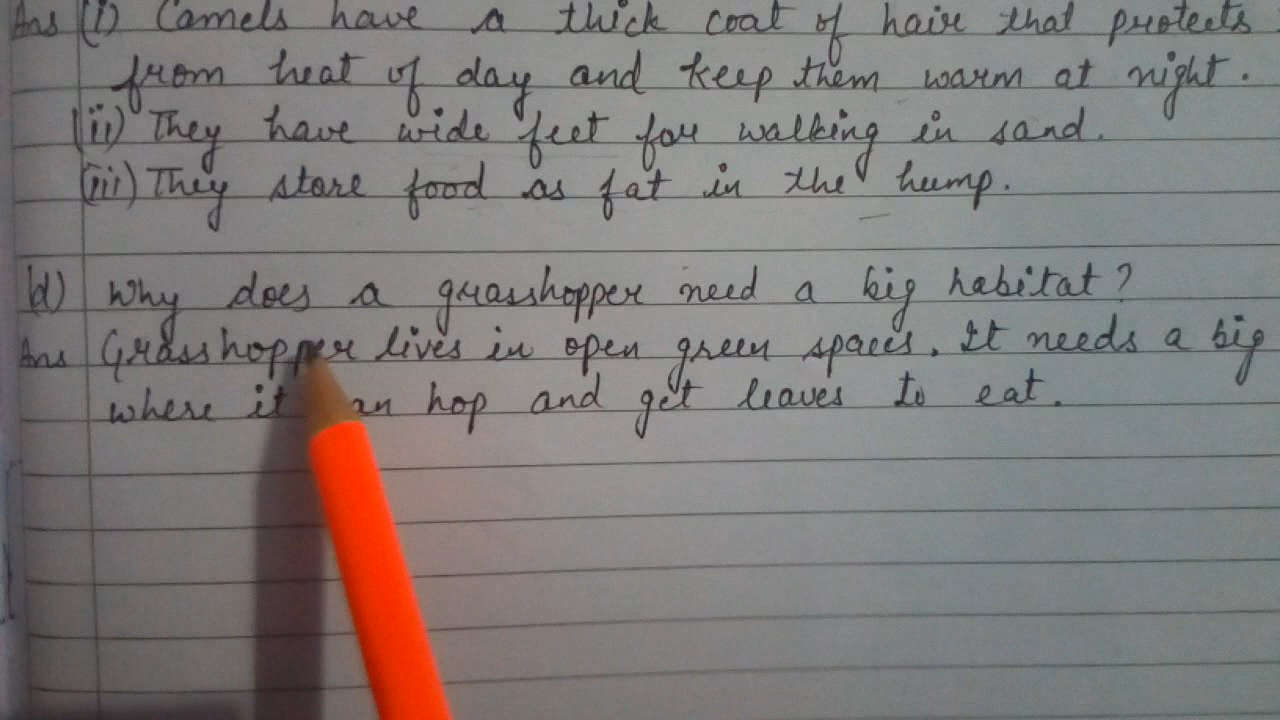 Ans (i) Camels have a thick coat of hair that protects
from heat of day and keep them warm at night.
(ii) They have wide feet for walking in sand.
(iii) They store food as fat in the hump.
(d) Why does a grasshopper need a big habitat?
Ans Grasshopper lives in open green spaces. It needs a big
where it can hop and get leaves to eat.